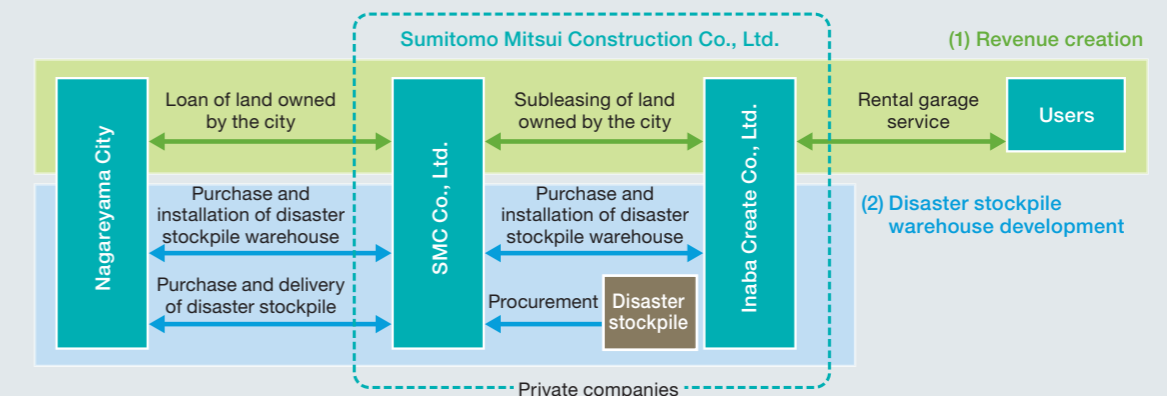 Sumitomo Mitsui Construction Co., Ltd.
(1) Revenue creation
Nagareyama City
Loan of land owned
by the city
SMC Co., Ltd.
Subleasing of land
owned by the city
Inaba Create Co., Ltd.
Rental garage
service
Users
Purchase and
installation of disaster
stockpile warehouse
Purchase and
installation of disaster
stockpile warehouse
(2) Disaster stockpile
warehouse development
Purchase and delivery
of disaster stockpile
Procurement
Disaster
stockpile
Private companies